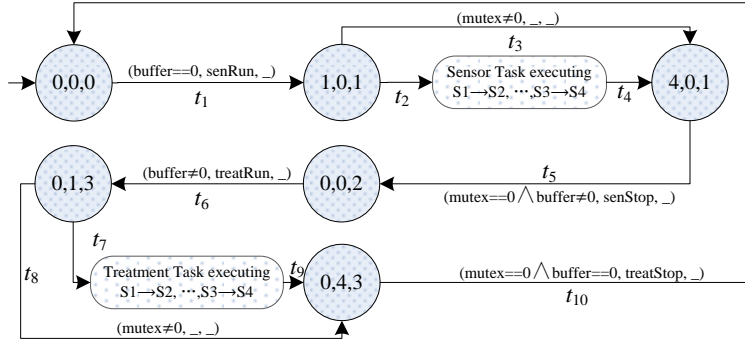 (mutex≠0, _, _)
t3
0,0,0
(buffer==0, senRun, _)
t1
1,0,1
t2
Sensor Task executing
S1→S2, ···,S3→S4
t4
4,0,1
0,1,3
(buffer≠0, treatRun, _)
t6
0,0,2
t5
(mutex==0∧buffer≠0, senStop, _)
t8
t7
Treatment Task executing
S1→S2, ···,S3→S4
t9
0,4,3
(mutex==0∧buffer==0, treatStop, _)
t10
(mutex≠0, _, _)